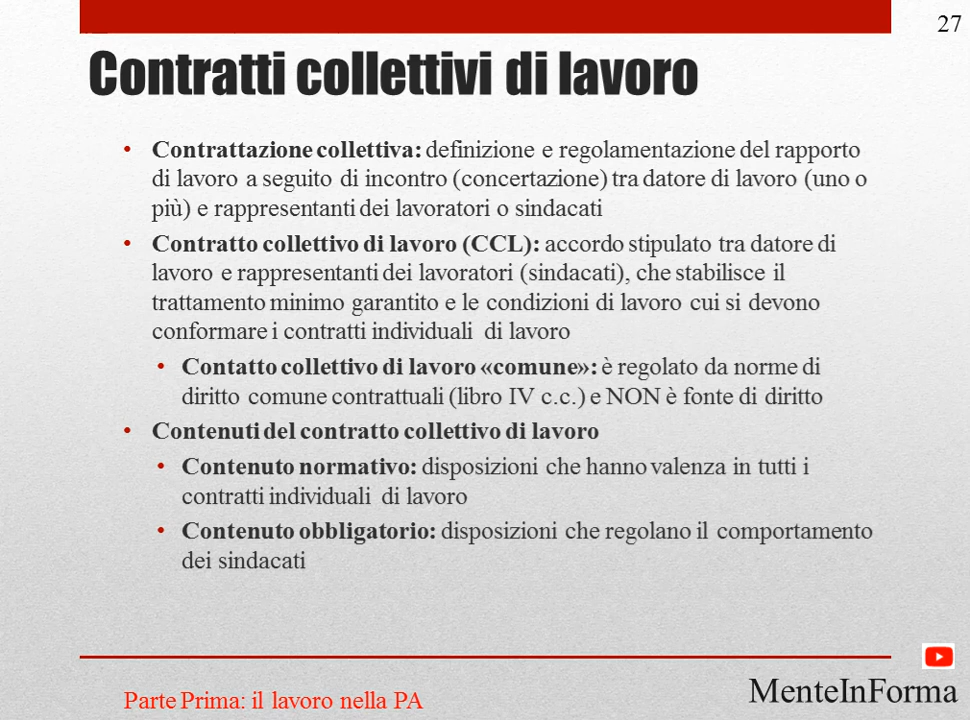 27
Contratti collettivi di lavoro
• Contrattazione collettiva: definizione e regolamentazione del rapporto
di lavoro a seguito di incontro (concertazione) tra datore di lavoro (uno o
più) e rappresentanti dei lavoratori o sindacati
• Contratto collettivo di lavoro (CCL): accordo stipulato tra datore di
lavoro e rappresentanti dei lavoratori (sindacati), che stabilisce il
trattamento minimo garantito e le condizioni di lavoro cui si devono
conformare i contratti individuali di lavoro
• Contatto collettivo di lavoro «comune»: è regolato da norme di
diritto comune contrattuali (libro IV c.c.) e NON è fonte di diritto
• Contenuti del contratto collettivo di lavoro
• Contenuto normativo: disposizioni che hanno valenza in tutti i
contratti individuali di lavoro
• Contenuto obbligatorio: disposizioni che regolano il comportamento
dei sindacati
Parte Prima: il lavoro nella PA
MenteInForma